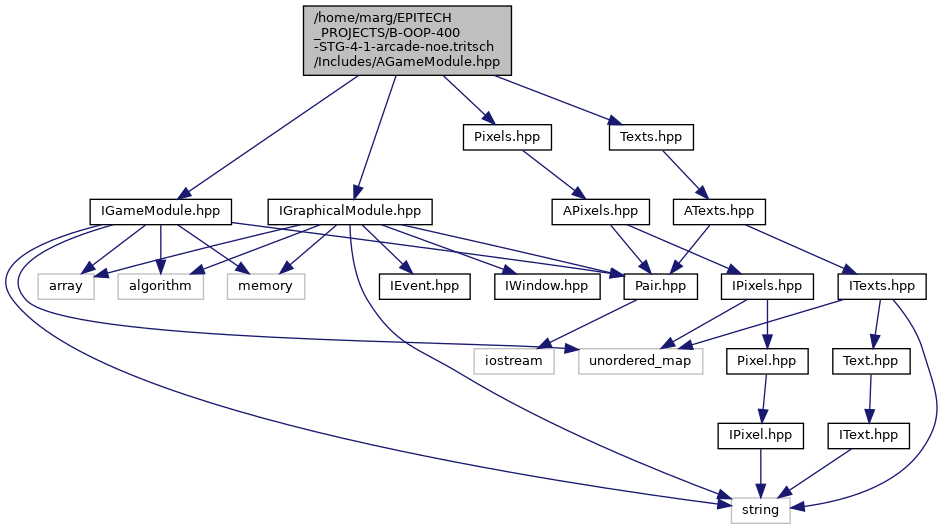 /home/marg/EPITECH
_PROJECTS/B-OOP-400
-STG-4-1-arcade-noe.tritsch
/Includes/AGameModule.hpp
Pixels.hpp
Texts.hpp
IGameModule.hpp
IGraphicalModule.hpp
APixels.hpp
ATexts.hpp
array
algorithm
memory
IEvent.hpp
IWindow.hpp
Pair.hpp
IPixels.hpp
ITexts.hpp
iostream
unordered_map
Pixel.hpp
Text.hpp
IPixel.hpp
IText.hpp
string